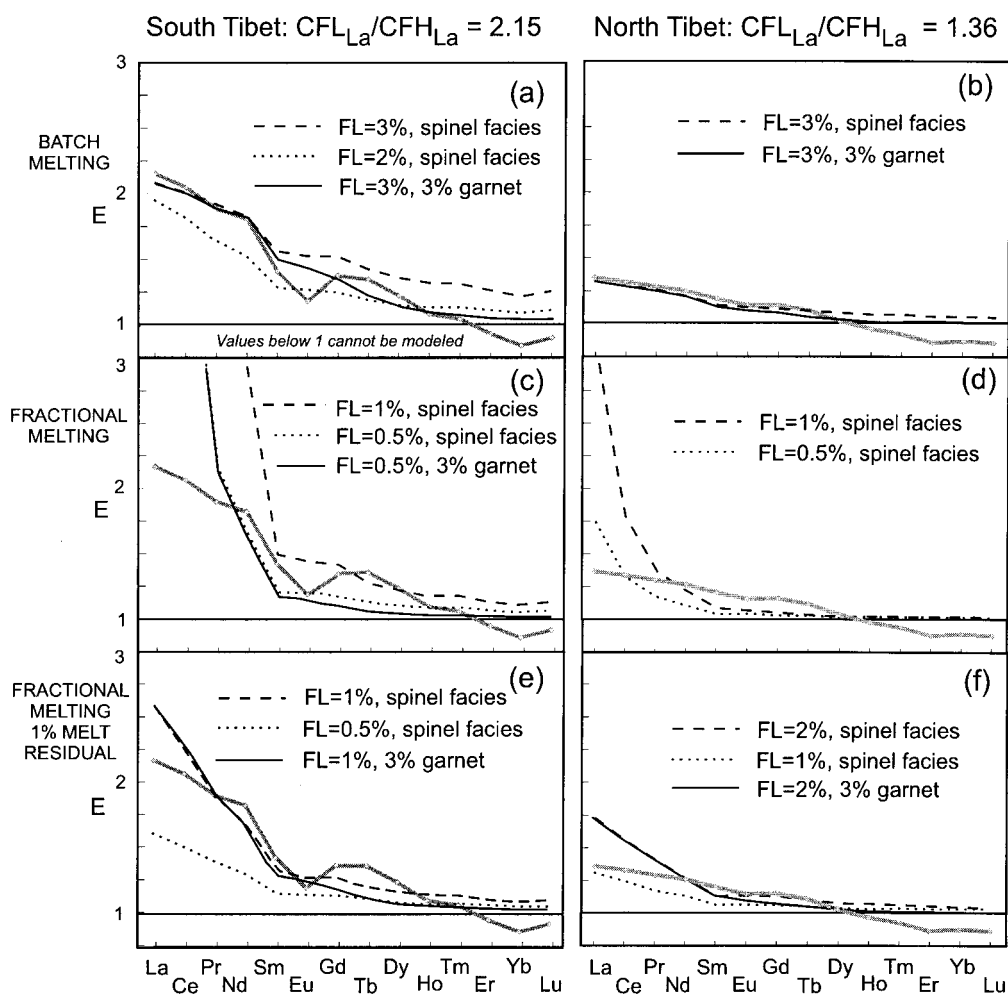 South Tibet: CFL_La/CFH_La = 2.15
North Tibet: CFL_La/CFH_La = 1.36
BATCH
MELTING
E
3
2
1
(a)
FL=3%, spinel facies
FL=2%, spinel facies
FL=3%, 3% garnet
Values below 1 cannot be modeled
(b)
FL=3%, spinel facies
FL=3%, 3% garnet
FRACTIONAL
MELTING
E
3
2
1
(c)
FL=1%, spinel facies
FL=0.5%, spinel facies
FL=0.5%, 3% garnet
(d)
FL=1%, spinel facies
FL=0.5%, spinel facies
FRACTIONAL
MELTING
1% MELT
RESIDUAL
E
3
2
1
(e)
FL=1%, spinel facies
FL=0.5%, spinel facies
FL=1%, 3% garnet
(f)
FL=2%, spinel facies
FL=1%, spinel facies
FL=2%, 3% garnet
La Ce Pr Nd Sm Eu Gd Tb Dy Ho Tm Er Yb Lu
La Ce Pr Nd Sm Eu Gd Tb Dy Ho Tm Er Yb Lu